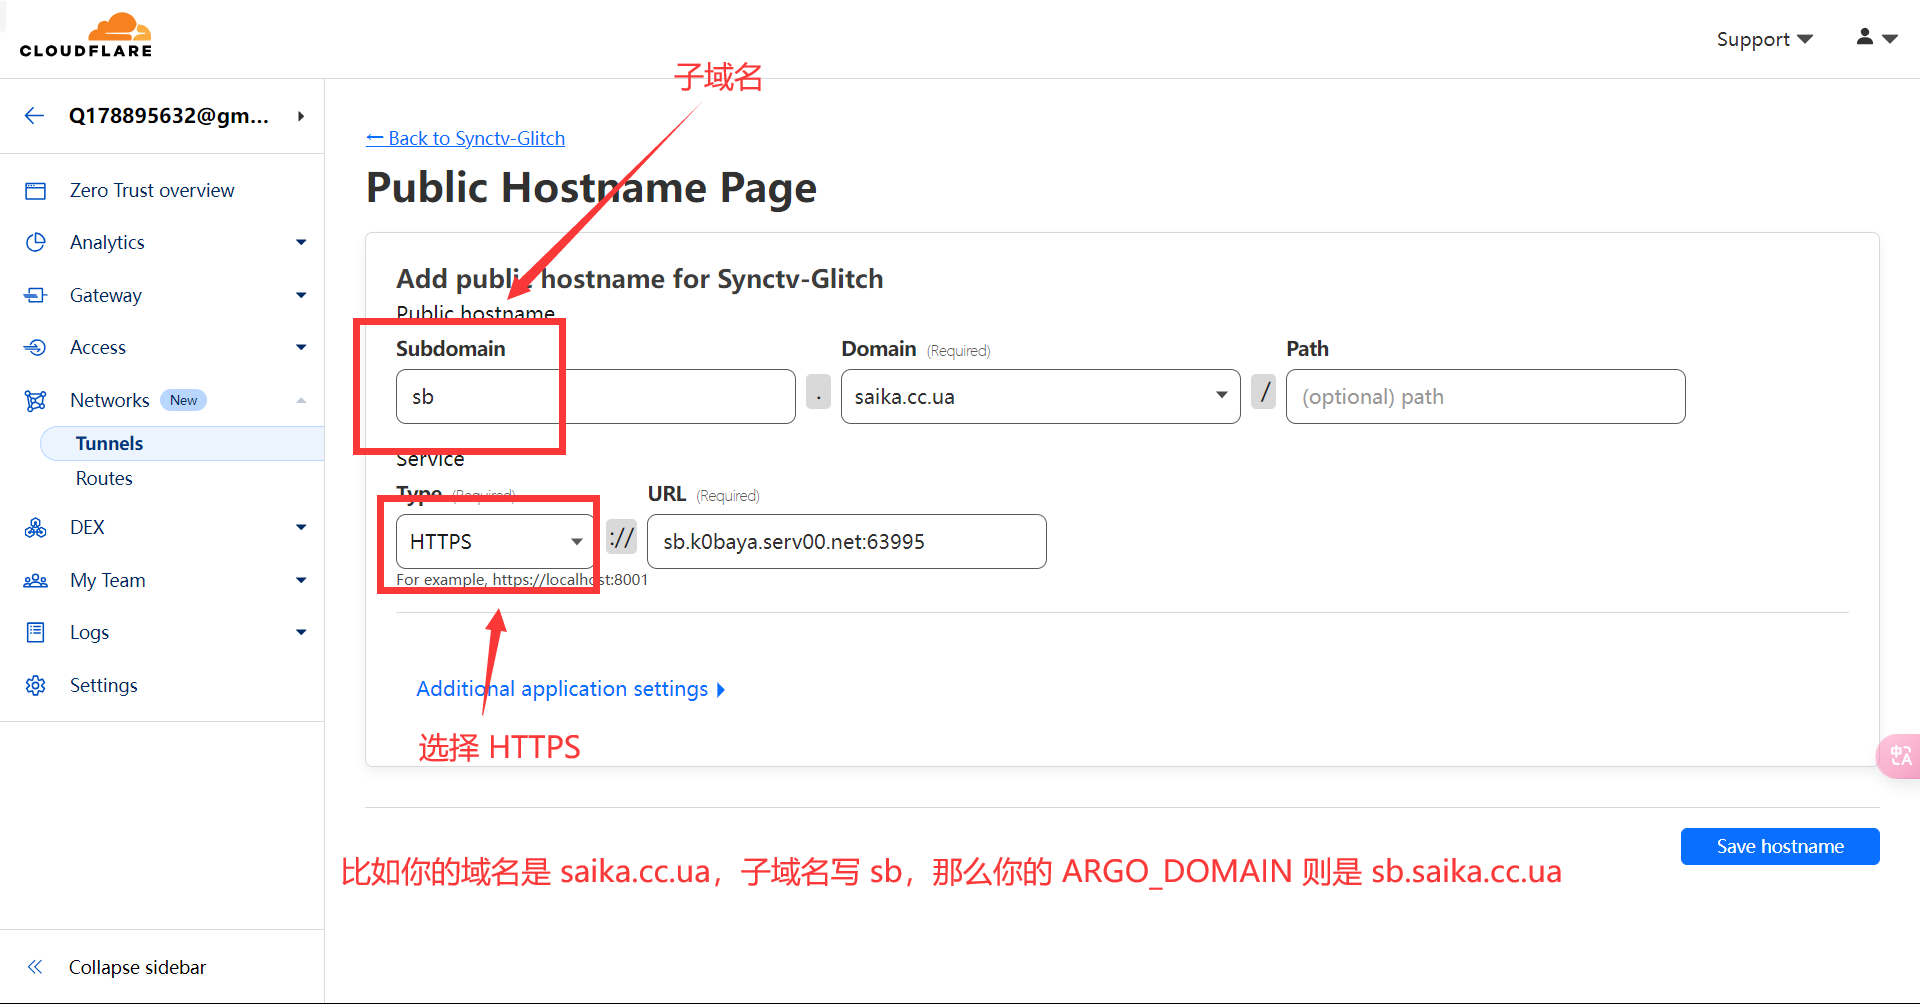 CLOUDFLARE
Support
子域名
Q178895632@gm...
← Back to Synctv-Glitch
Public Hostname Page
Zero Trust overview
Analytics
Gateway
Access
Networks New
Tunnels
Routes
DEX
My Team
Logs
Settings
Add public hostname for Synctv-Glitch
Public hostname
Subdomain
Domain (Required)
Path
sb
.
saika.cc.ua
/
(optional) path
Service
Type (Required)
URL (Required)
HTTPS
://
sb.k0baya.serv00.net:63995
For example, https://localhost:8001
Additional application settings
选择 HTTPS
中A
Save hostname
比如你的域名是 saika.cc.ua，子域名写 sb，那么你的 ARGO_DOMAIN 则是 sb.saika.cc.ua
Collapse sidebar